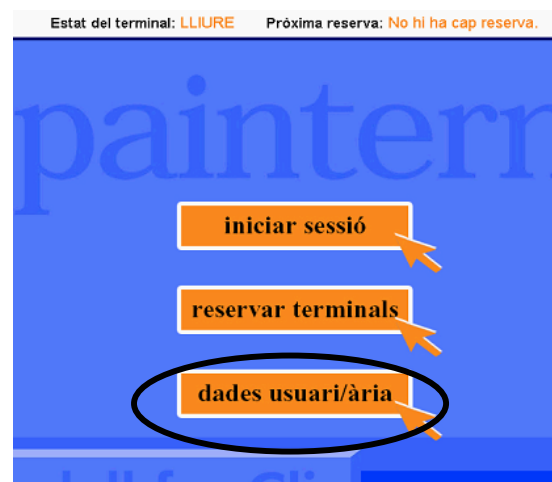 Estat del terminal: LLIURE Pròxima reserva: No hi ha cap reserva.
iniciar sessió
reservar terminals
dades usuari/ària